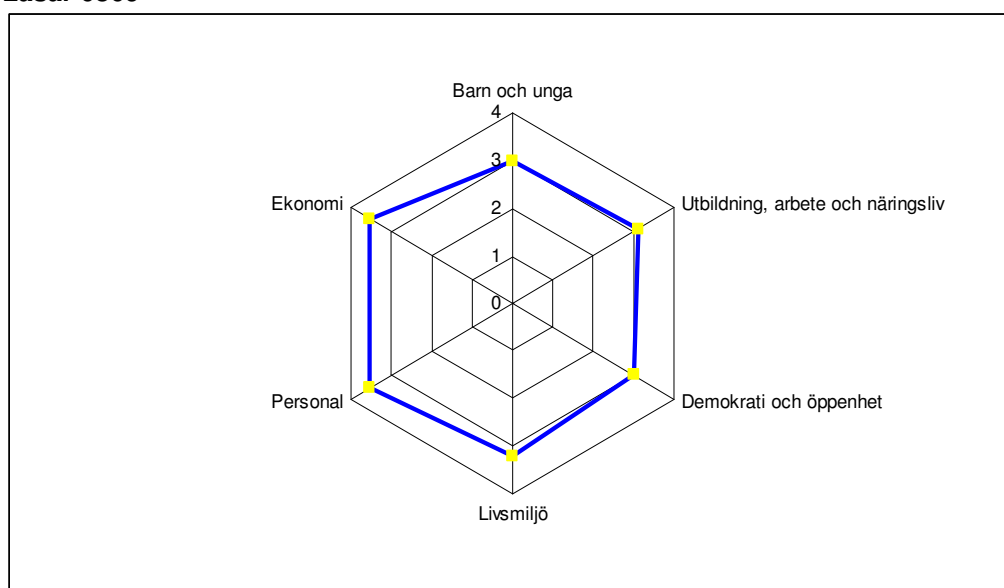 Barn och unga
4
3
2
1
0
Utbildning, arbete och näringsliv
Demokrati och öppenhet
Livsmiljö
Personal
Ekonomi